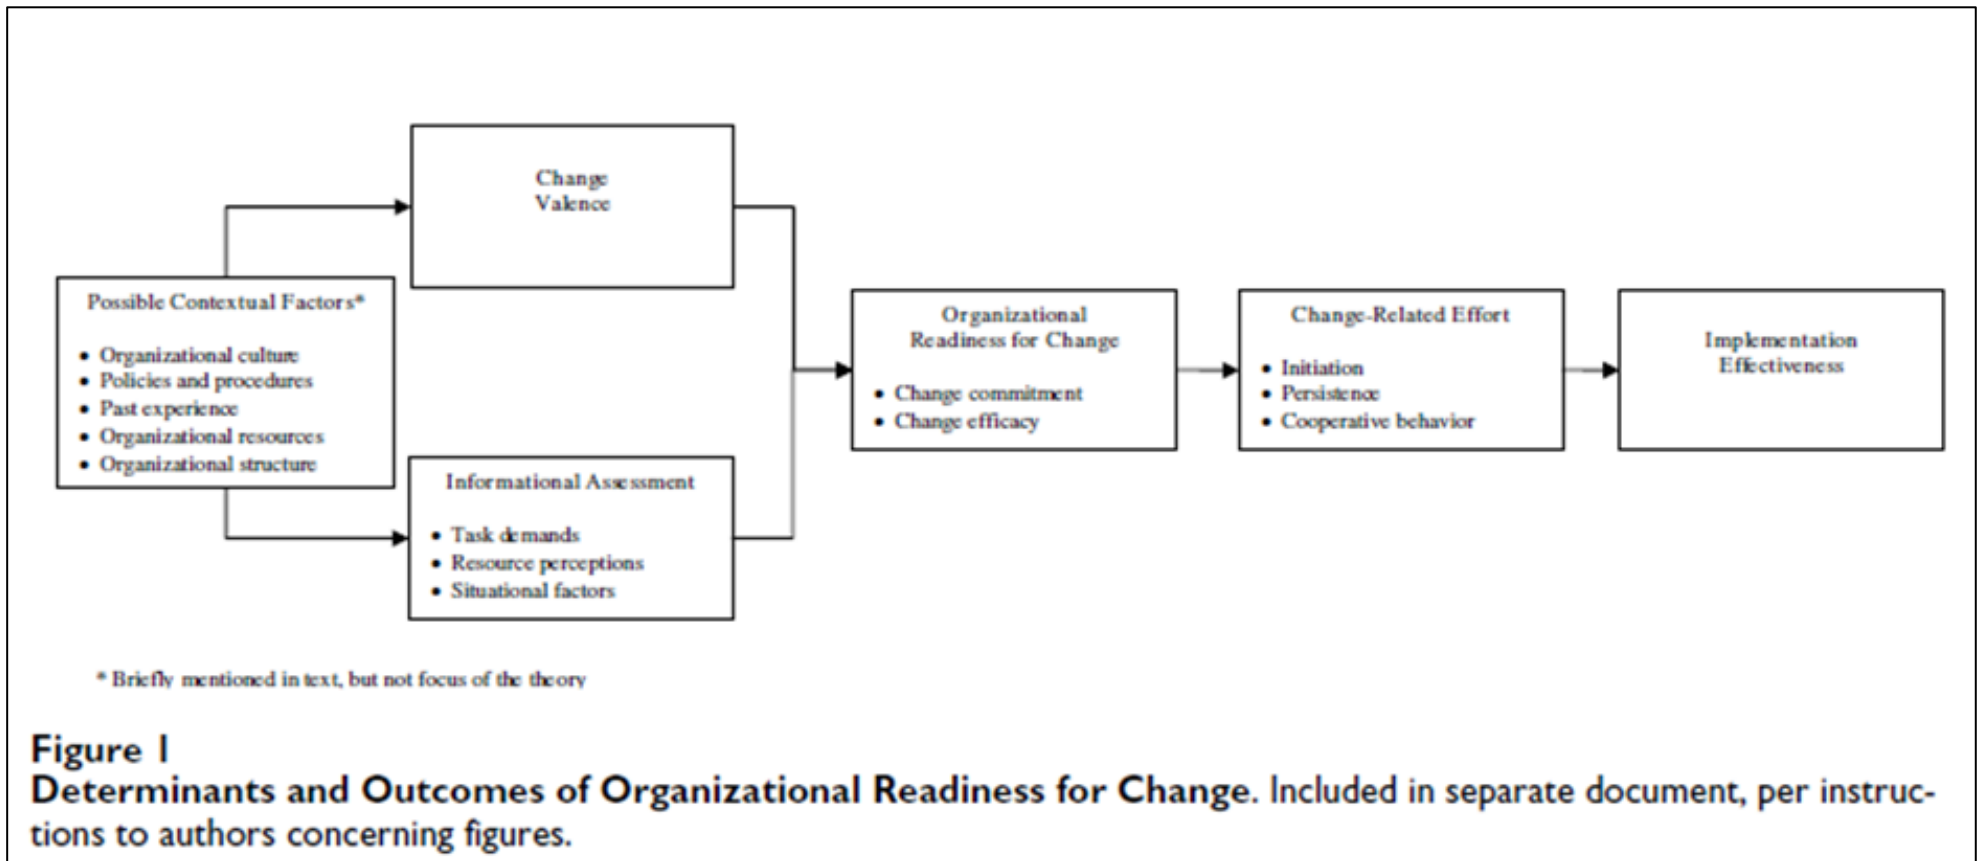 Change
Valence
Possible Contextual Factors*
• Organizational culture
• Policies and procedures
• Past experience
• Organizational resources
• Organizational structure
Informational Assessment
• Task demands
• Resource perceptions
• Situational factors
Organizational
Readiness for Change
• Change commitment
• Change efficacy
Change-Related Effort
• Initiation
• Persistence
• Cooperative behavior
Implementation
Effectiveness
* Briefly mentioned in text, but not focus of the theory
Figure 1
Determinants and Outcomes of Organizational Readiness for Change. Included in separate document, per instruc-
tions to authors concerning figures.